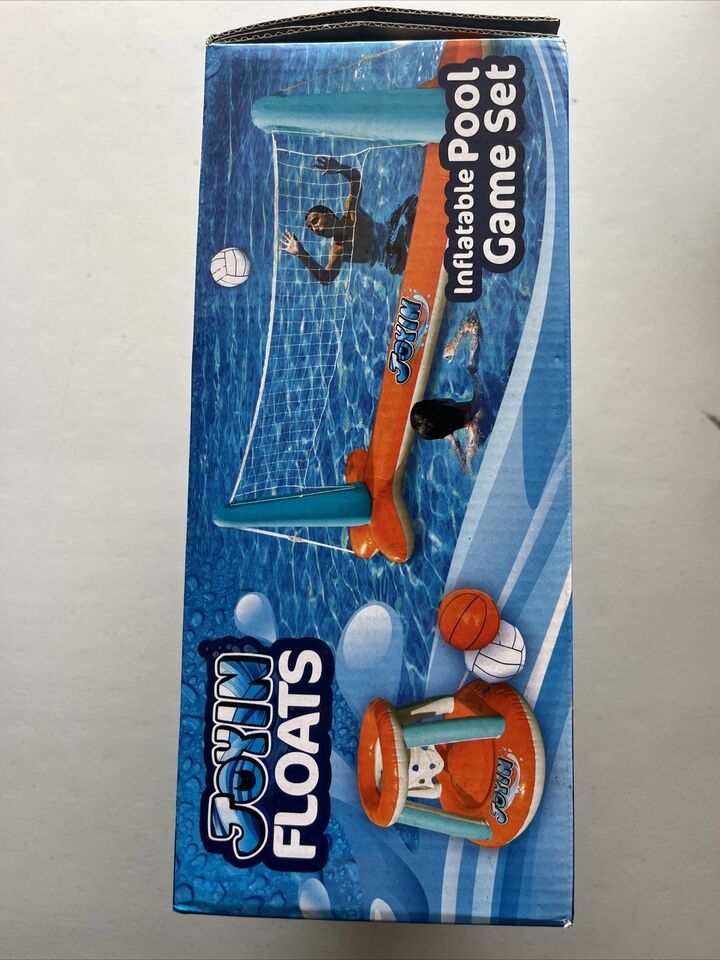 JOYIN®
FLOATS
Inflatable Pool
Game Set
JOYIN
JOYIN